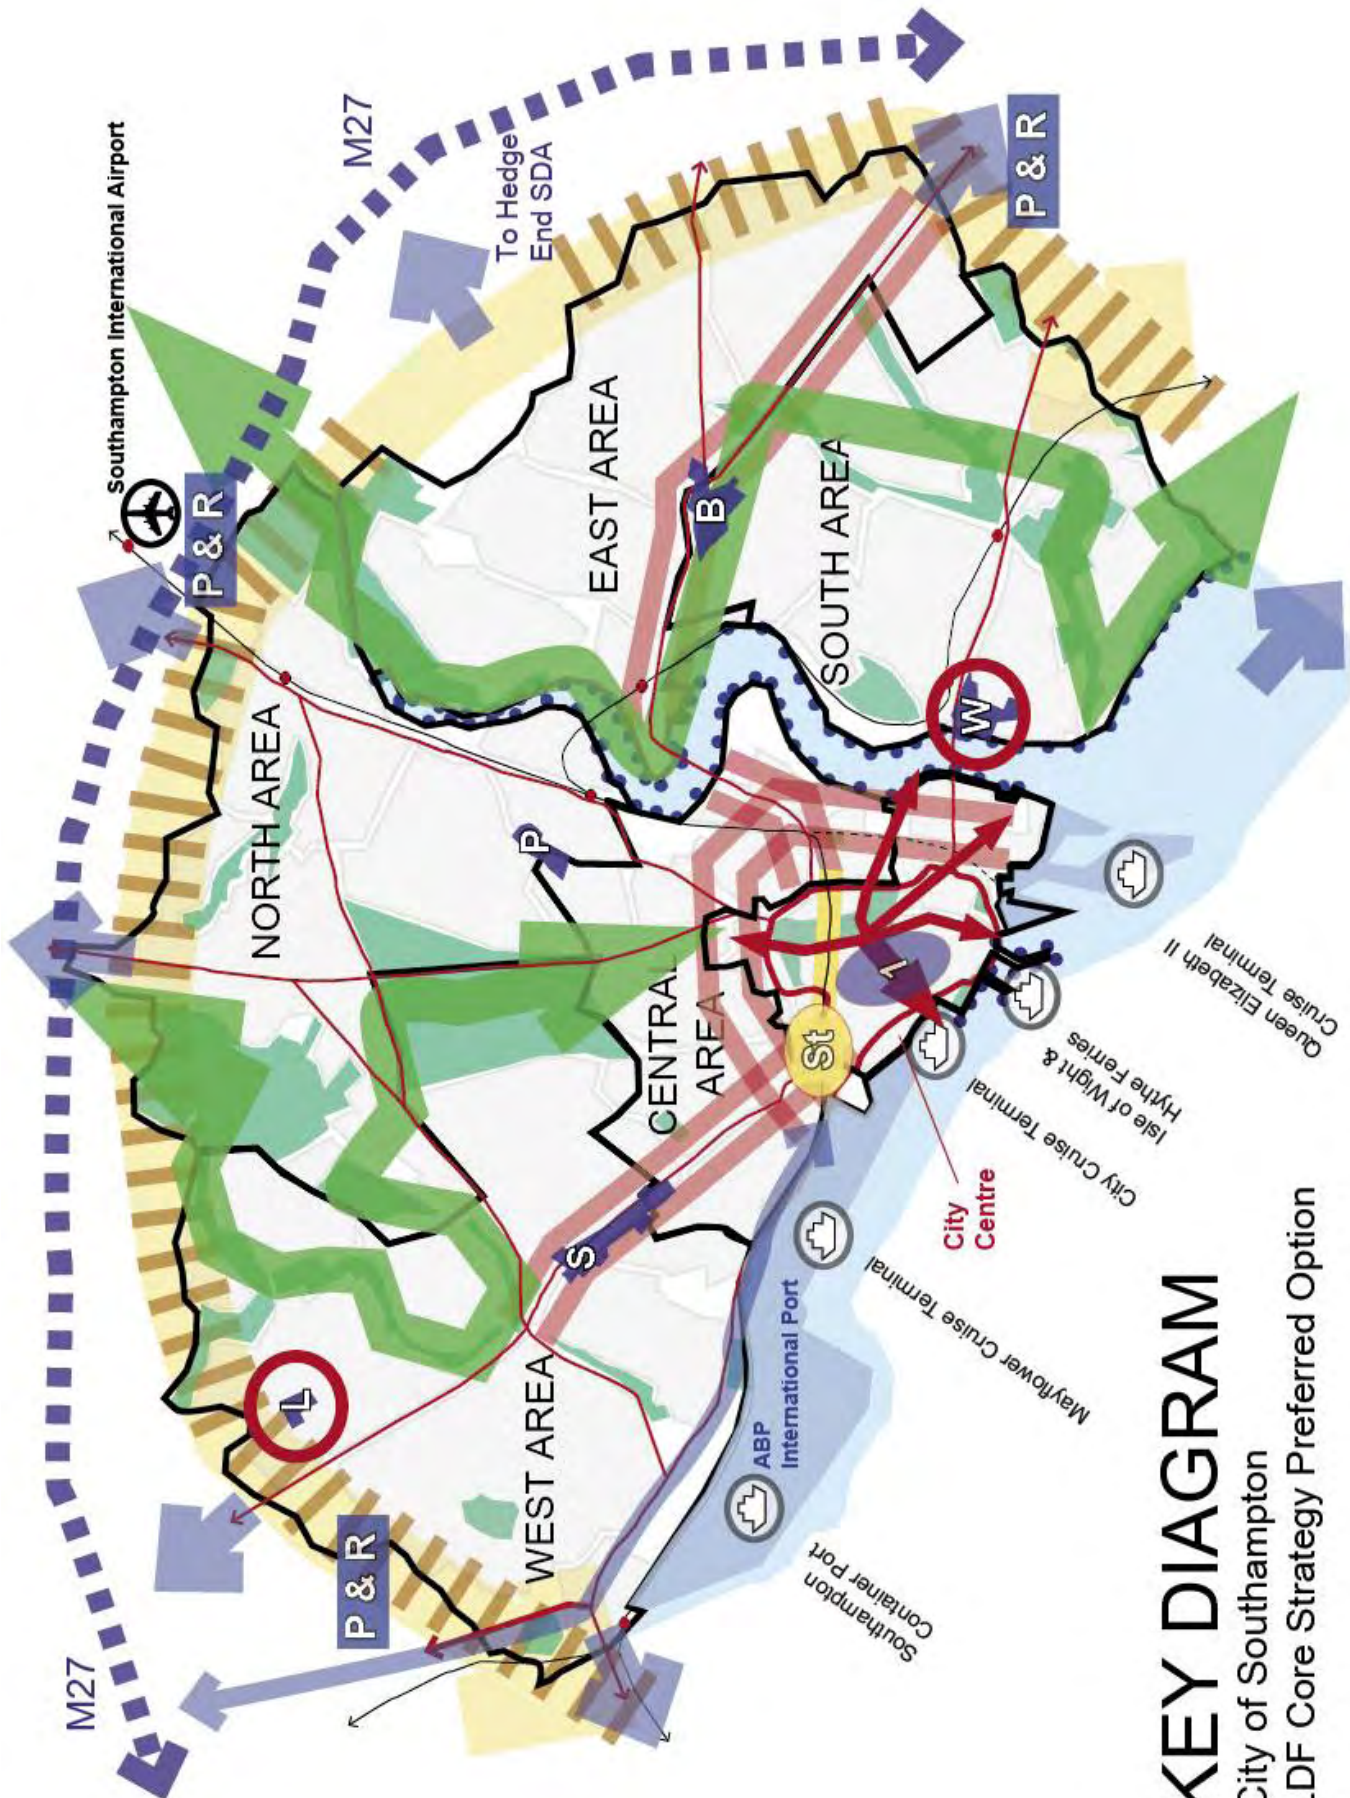 KEY DIAGRAM
City of Southampton
LDF Core Strategy Preferred Option
M27
M27
Southampton International Airport
To Hedge
End SDA
P & R
P & R
P & R
NORTH AREA
EAST AREA
SOUTH AREA
WEST AREA
CENTRAL
AREA
L
S
P
B
W
St
1
City
Centre
ABP
International Port
Southampton
Container Port
Mayflower Cruise Terminal
City Cruise Terminal
Isle of Wight &
Hythe Ferries
Queen Elizabeth II
Cruise Terminal